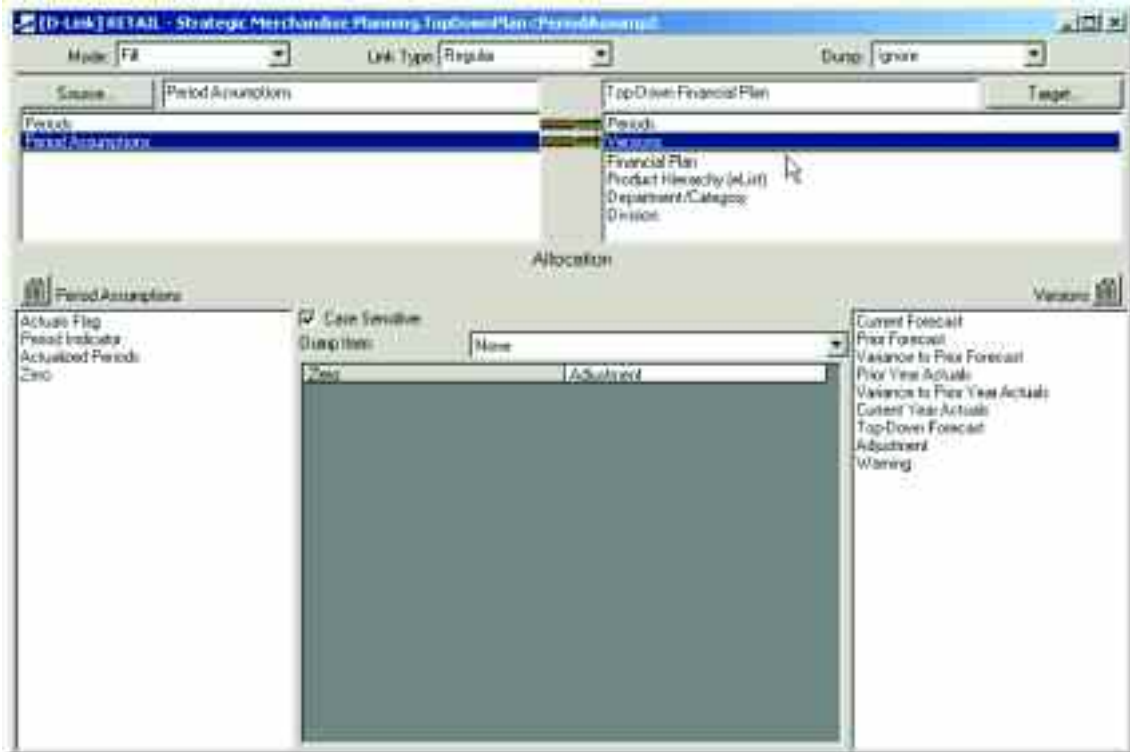 [D-Link] RETAIL - Strategic Merchandise Planning.TopDownPlan
Mode: Fill
Link Type: Regular
Dump: Ignore
Source...
Period Assumptions
Top-Down Financial Plan
Target...
Periods
Period Assumptions
Periods
Versions
Financial Plan
Product Hierarchy (eList)
Department/Category
Division
Allocation
Period Assumptions
Versions
Actuals Flag
Period Indicator
Actualized Periods
Zero
Case Sensitive
Dump Item:
None
Zero
Adjustment
Current Forecast
Prior Forecast
Variance to Prior Forecast
Prior Year Actuals
Variance to Prior Year Actuals
Current Year Actuals
Top-Down Forecast
Adjustment
Warning